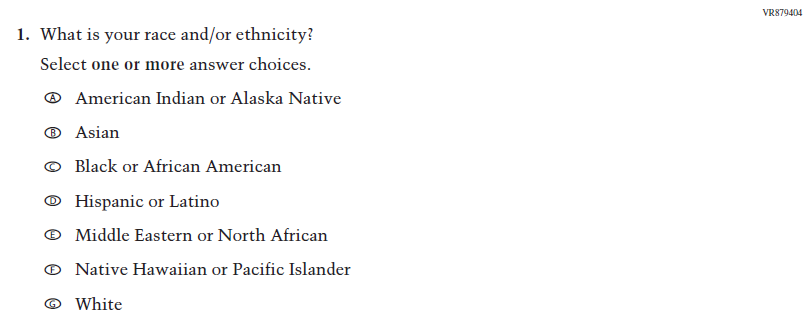 VR879404
1. What is your race and/or ethnicity?
Select one or more answer choices.
A American Indian or Alaska Native
B Asian
C Black or African American
D Hispanic or Latino
E Middle Eastern or North African
F Native Hawaiian or Pacific Islander
G White